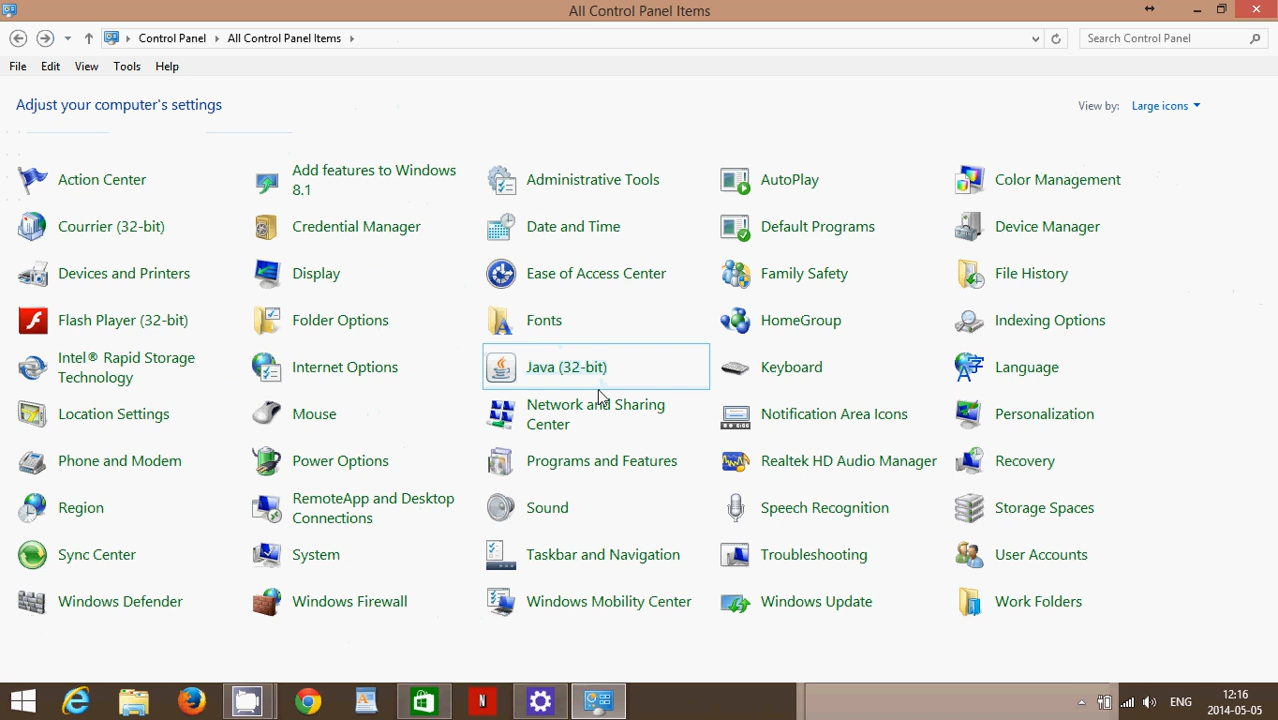 All Control Panel Items
Control Panel All Control Panel Items Search Control Panel
File Edit View Tools Help
Adjust your computer's settings View by: Large icons
Action Center
Add features to Windows
8.1
Administrative Tools
AutoPlay
Color Management
Courrier (32-bit)
Credential Manager
Date and Time
Default Programs
Device Manager
Devices and Printers
Display
Ease of Access Center
Family Safety
File History
Flash Player (32-bit)
Folder Options
Fonts
HomeGroup
Indexing Options
Intel® Rapid Storage
Technology
Internet Options
Java (32-bit)
Keyboard
Language
Location Settings
Mouse
Network and Sharing
Center
Notification Area Icons
Personalization
Phone and Modem
Power Options
Programs and Features
Realtek HD Audio Manager
Recovery
Region
RemoteApp and Desktop
Connections
Sound
Speech Recognition
Storage Spaces
Sync Center
System
Taskbar and Navigation
Troubleshooting
User Accounts
Windows Defender
Windows Firewall
Windows Mobility Center
Windows Update
Work Folders
N
ENG
12:16
2014-05-05